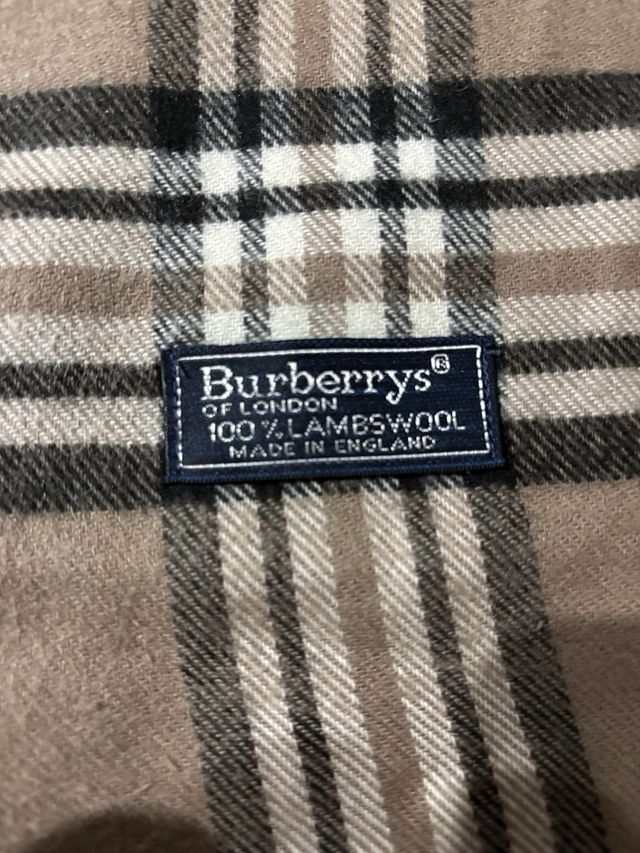 Burberrys®
OF LONDON
100% LAMBSWOOL
MADE IN ENGLAND